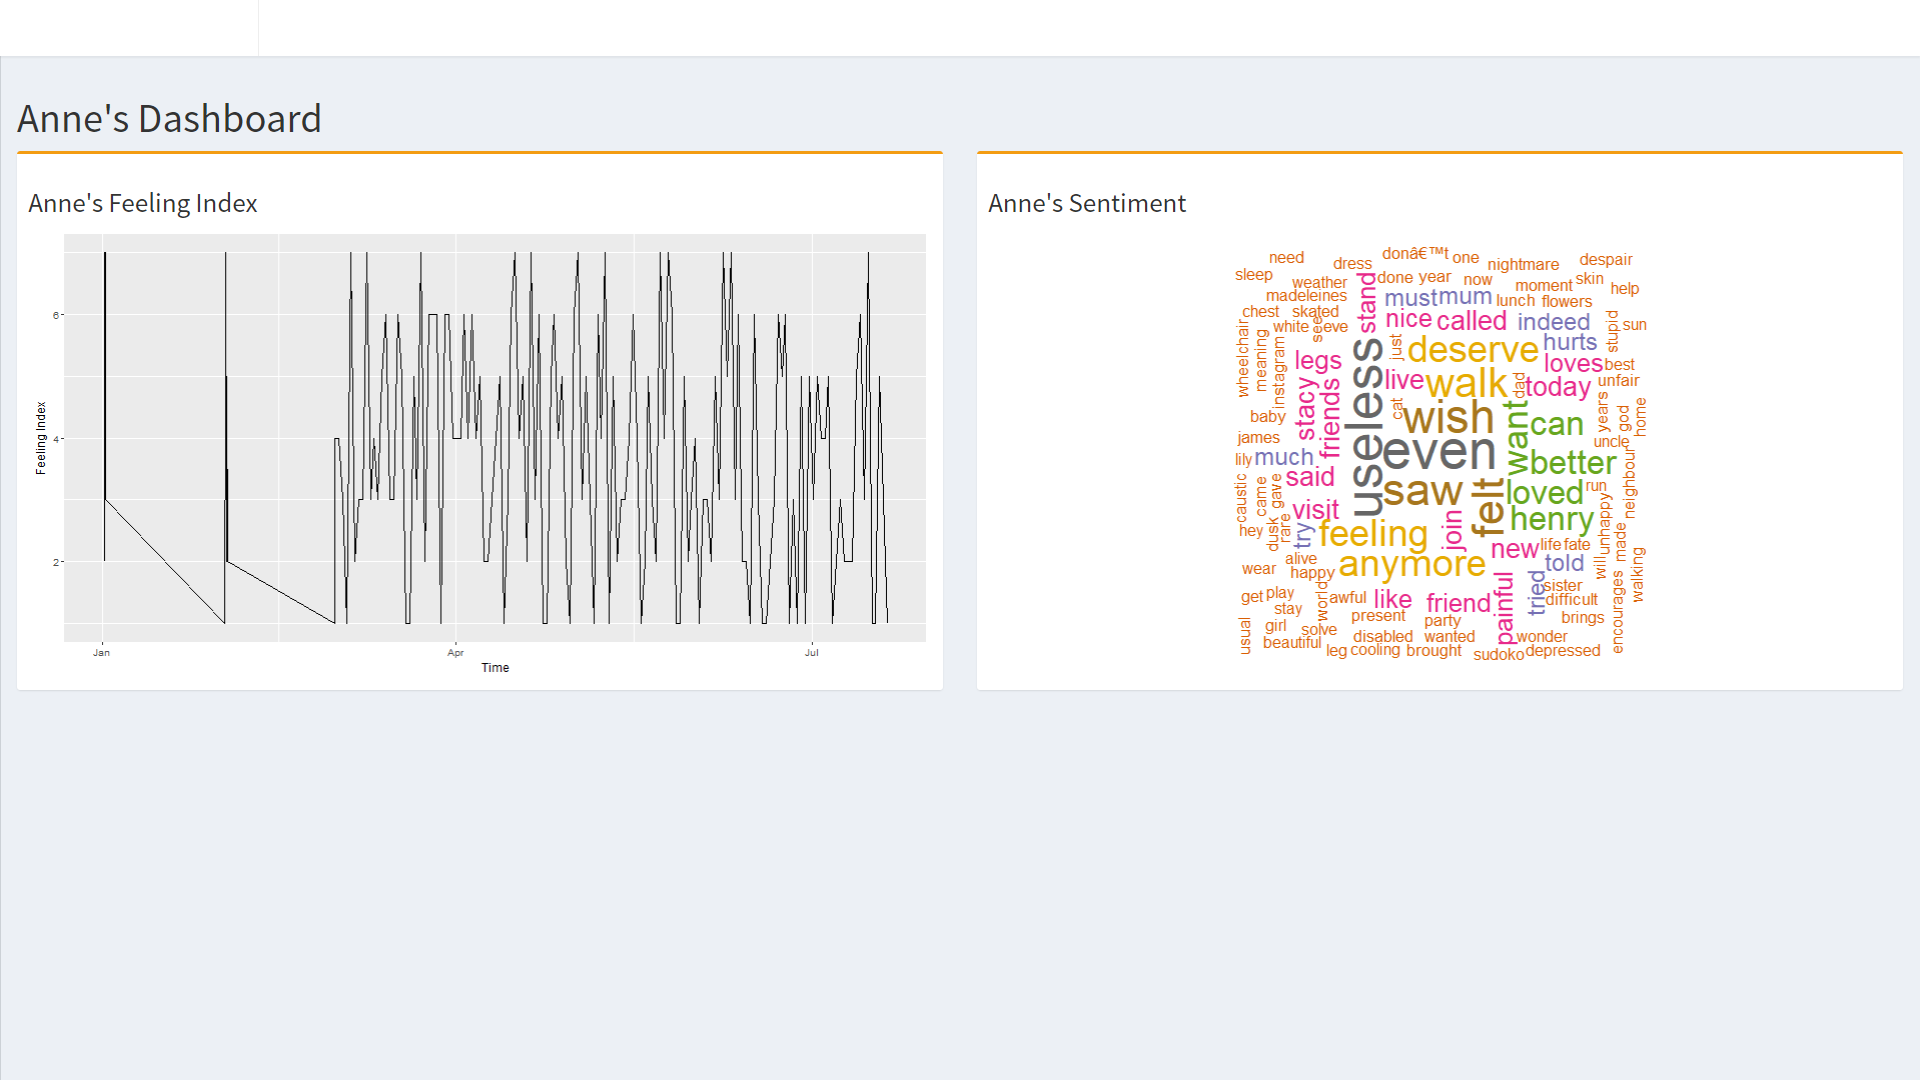 Anne's Dashboard
Anne's Feeling Index
6
4
2
Feeling Index
Jan
Apr
Jul
Time
Anne's Sentiment
need
dress
donâ€™t
one
nightmare
despair
sleep
weather
done
year
now
moment
skin
help
madeleines
stand
must
mum
lunch
flowers
chest
skated
see
nice
called
indeed
stupid
sun
white
eve
wheelchair
meaning
instagram
legs
useless
just
deserve
hurts
loves
best
live
walk
dad
today
unfair
stacy
friends
cat
wish
want
can
years
god
home
baby
james
uncle
lily
much
even
better
neighbour
said
saw
felt
loved
run
caustic
came
gave
visit
henry
unhappy
hey
dusk
rare
try
feeling
join
new
life
fate
made
alive
wear
happy
anymore
told
will
walking
get
play
world
awful
like
friend
painful
tried
sister
difficult
encourages
stay
present
party
brings
usual
girl
solve
disabled
wanted
wonder
beautiful
leg
cooling
brought
sudoko
depressed